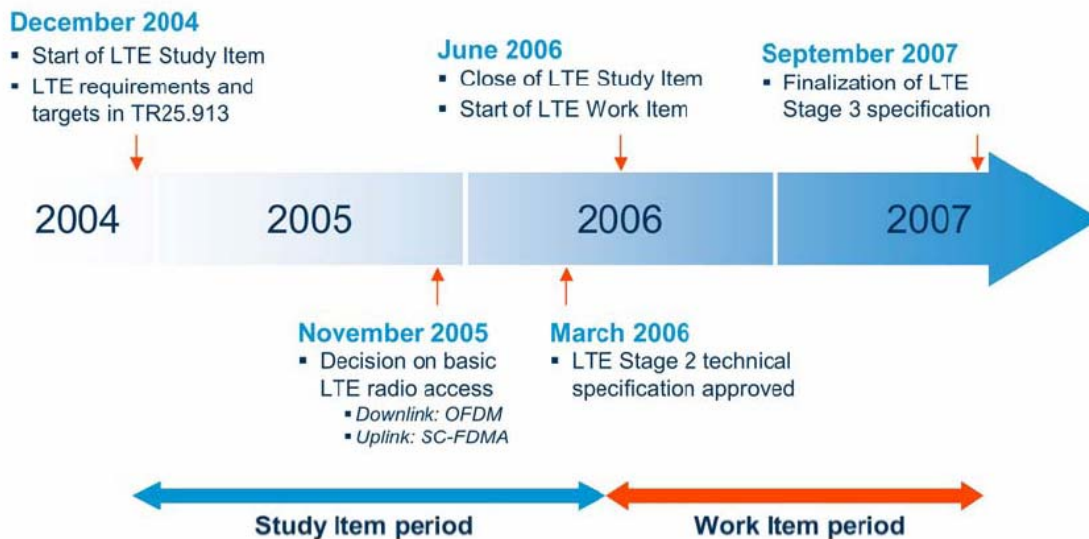 December 2004
▪ Start of LTE Study Item
▪ LTE requirements and
targets in TR25.913
June 2006
▪ Close of LTE Study Item
▪ Start of LTE Work Item
September 2007
▪ Finalization of LTE
Stage 3 specification
2004
2005
2006
2007
November 2005
▪ Decision on basic
LTE radio access
▪ Downlink: OFDM
▪ Uplink: SC-FDMA
March 2006
▪ LTE Stage 2 technical
specification approved
Study Item period
Work Item period